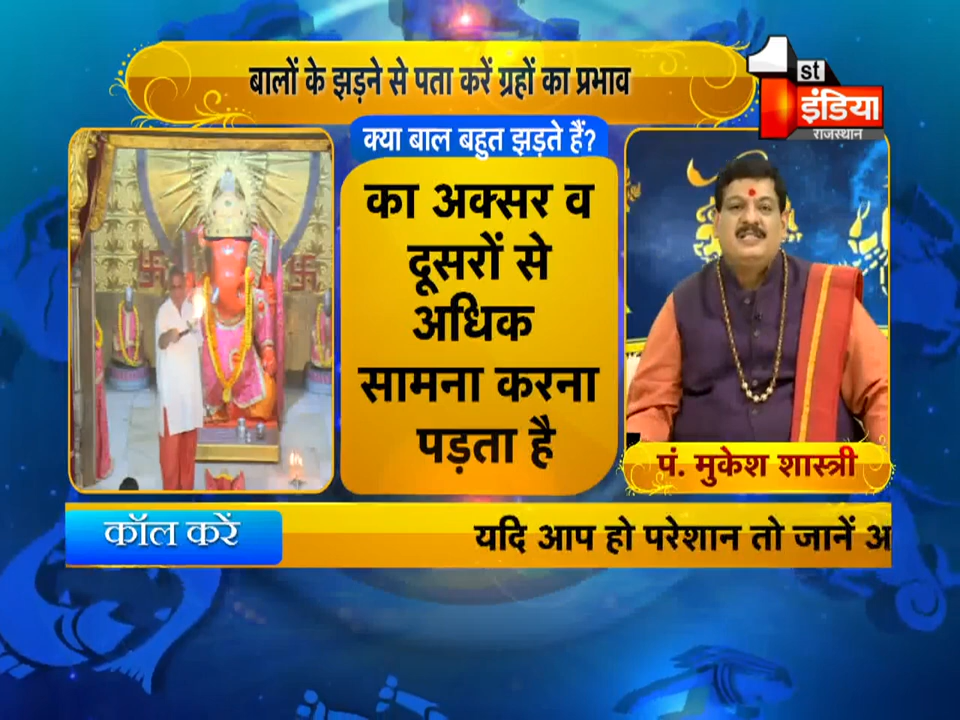 बालों के झड़ने से पता करें ग्रहों का प्रभाव
1st
इंडिया
राजस्थान
क्या बाल बहुत झड़ते हैं?
का अक्सर व
दूसरों से
अधिक
सामना करना
पड़ता है
पं. मुकेश शास्त्री
कॉल करें
यदि आप हो परेशान तो जानें अ